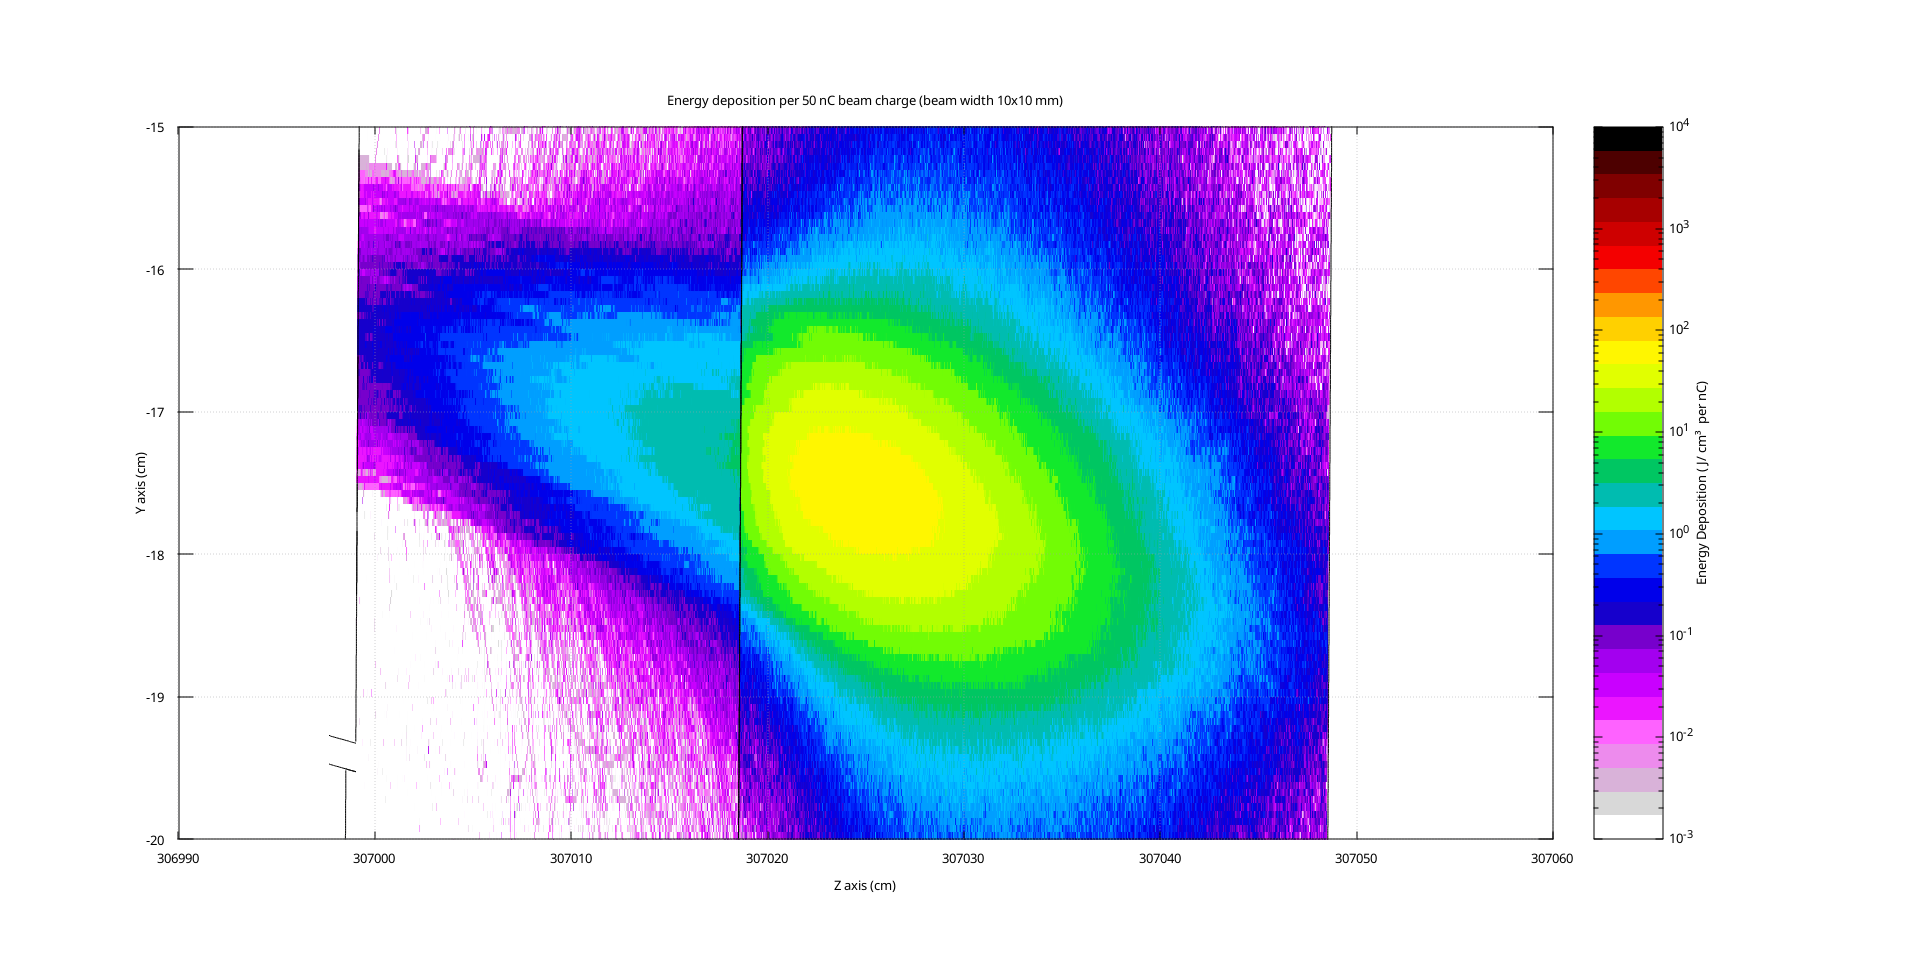 Energy deposition per 50 nC beam charge (beam width 10x10 mm)
-15
-16
-17
-18
-19
-20
Y axis (cm)
306990 307000 307010 307020 307030 307040 307050 307060
Z axis (cm)
10⁴
10³
10²
10¹
10⁰
10⁻¹
10⁻²
10⁻³
Energy Deposition ( J/ cm³ per nC)